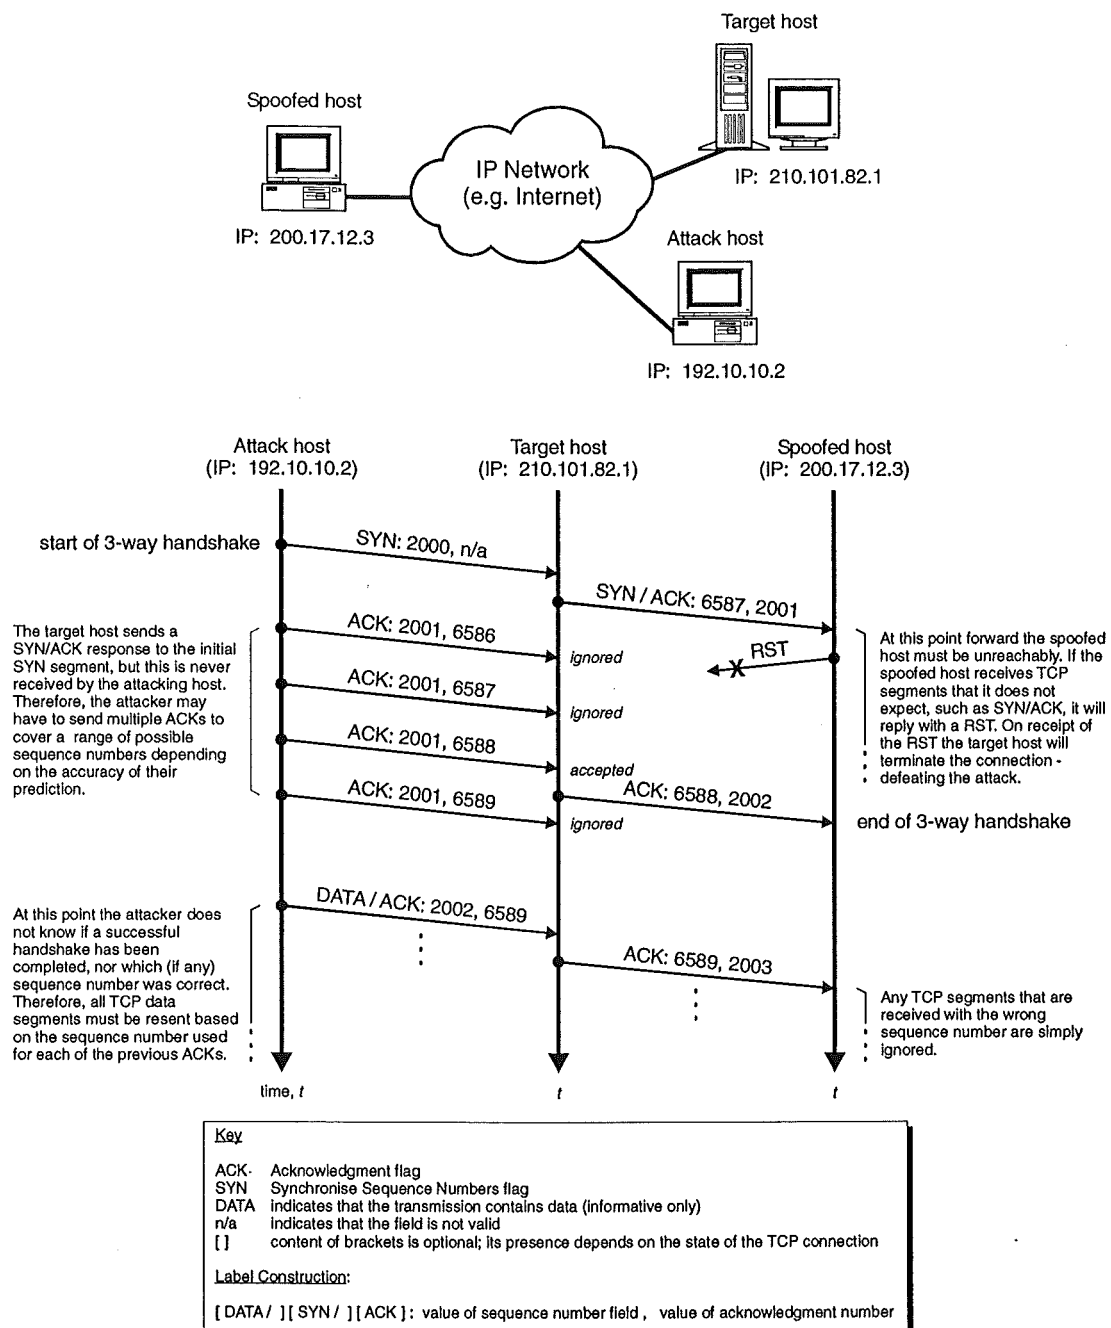 Target host
Spoofed host
IP Network
(e.g. Internet)
IP: 210.101.82.1
IP: 200.17.12.3
Attack host
IP: 192.10.10.2
Attack host
(IP: 192.10.10.2)
Target host
(IP: 210.101.82.1)
Spoofed host
(IP: 200.17.12.3)
start of 3-way handshake
SYN: 2000, n/a
SYN / ACK: 6587, 2001
The target host sends a
SYN/ACK response to the initial
SYN segment, but this is never
received by the attacking host.
Therefore, the attacker may
have to send multiple ACKs to
cover a range of possible
sequence numbers depending
on the accuracy of their
prediction.
ACK: 2001, 6586
ignored
RST
X
At this point forward the spoofed
host must be unreachably. If the
spoofed host receives TCP
segments that it does not
expect, such as SYN/ACK, it will
reply with a RST. On receipt of
the RST the target host will
terminate the connection -
defeating the attack.
ACK: 2001, 6587
ignored
ACK: 2001, 6588
accepted
ACK: 2001, 6589
ignored
ACK: 6588, 2002
end of 3-way handshake
DATA / ACK: 2002, 6589
At this point the attacker does
not know if a successful
handshake has been
completed, nor which (if any)
sequence number was correct.
Therefore, all TCP data
segments must be resent based
on the sequence number used
for each of the previous ACKs.
ACK: 6589, 2003
Any TCP segments that are
received with the wrong
sequence number are simply
ignored.
time, t
t
t
Key
ACK- Acknowledgment flag
SYN Synchronise Sequence Numbers flag
DATA indicates that the transmission contains data (informative only)
n/a indicates that the field is not valid
[ ] content of brackets is optional; its presence depends on the state of the TCP connection
Label Construction:
[ DATA / ] [ SYN / ] [ ACK ] : value of sequence number field , value of acknowledgment number